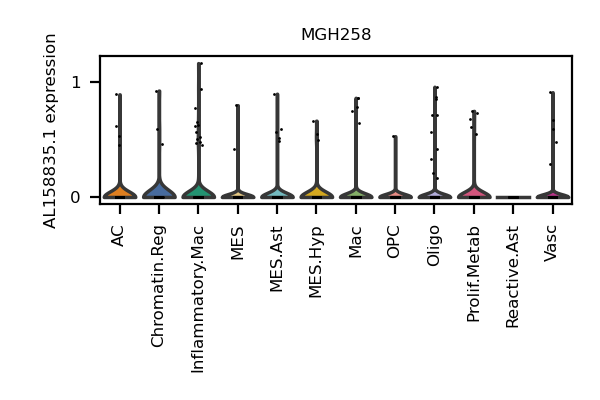 MGH258
AL158835.1 expression
1
0
AC
Chromatin.Reg
Inflammatory.Mac
MES
MES.Ast
MES.Hyp
Mac
OPC
Oligo
Prolif.Metab
Reactive.Ast
Vasc